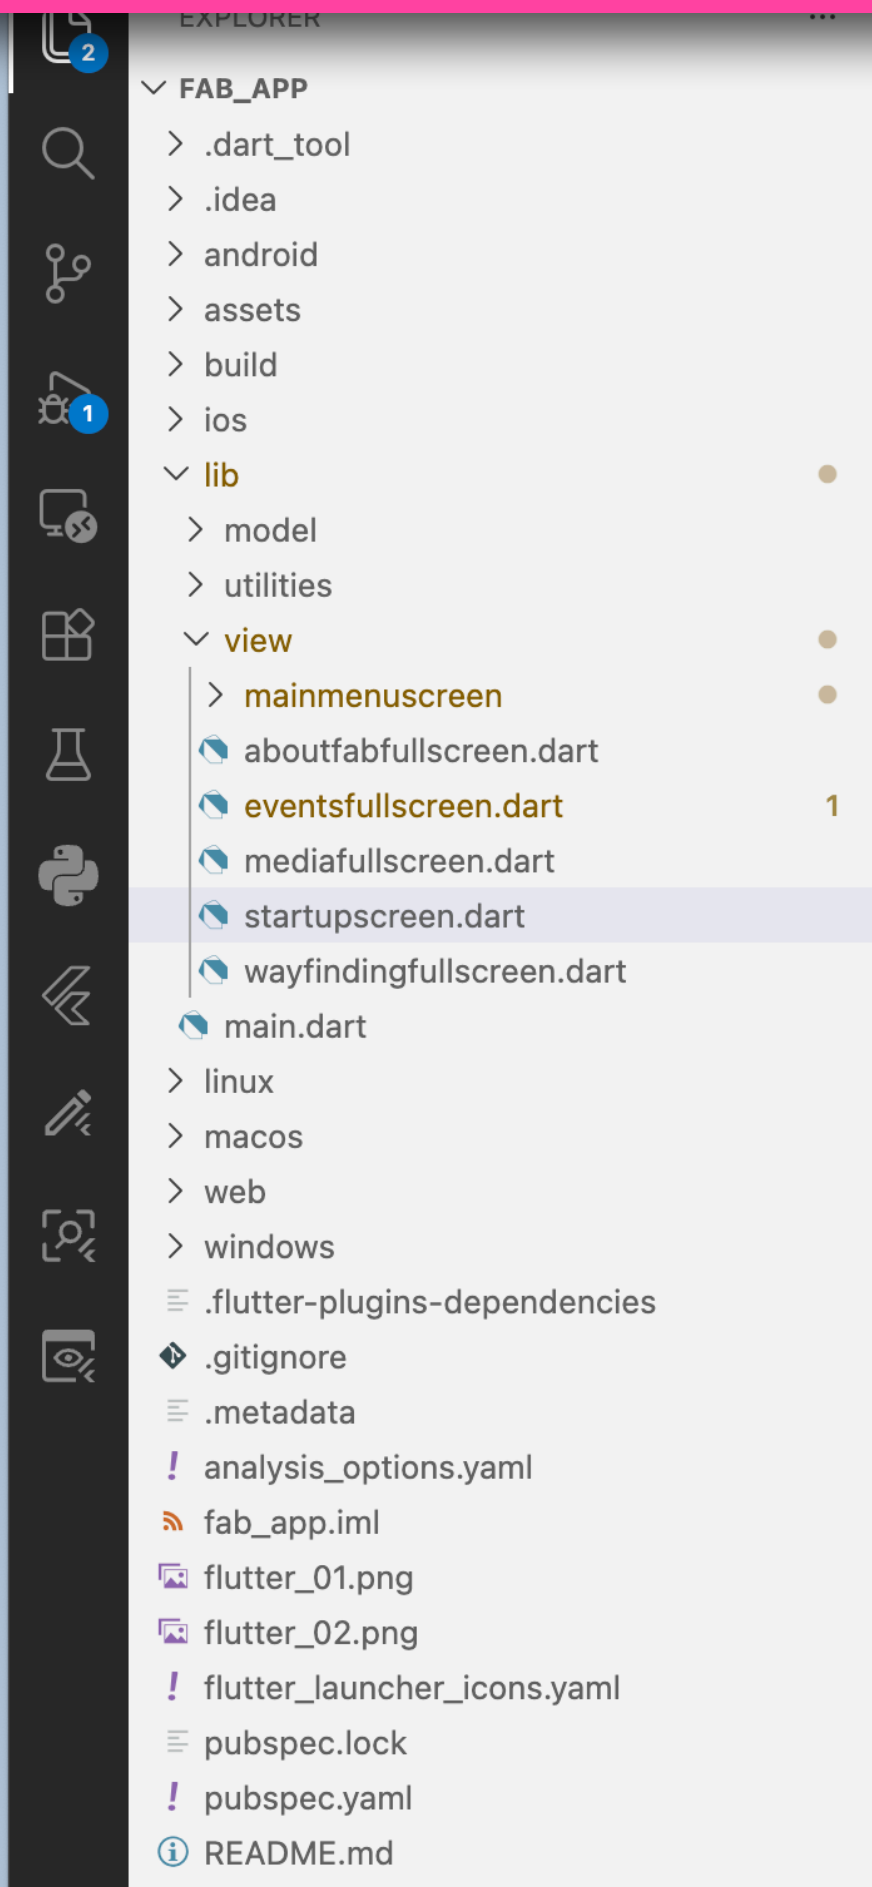 EXPLORER
...
2
FAB_APP
.dart_tool
.idea
android
assets
build
ios
1
lib
model
utilities
view
mainmenuscreen
aboutfabfullscreen.dart
eventsfullscreen.dart 1
mediafullscreen.dart
startupscreen.dart
wayfindingfullscreen.dart
main.dart
linux
macos
web
windows
.flutter-plugins-dependencies
.gitignore
.metadata
! analysis_options.yaml
fab_app.iml
flutter_01.png
flutter_02.png
! flutter_launcher_icons.yaml
pubspec.lock
! pubspec.yaml
README.md